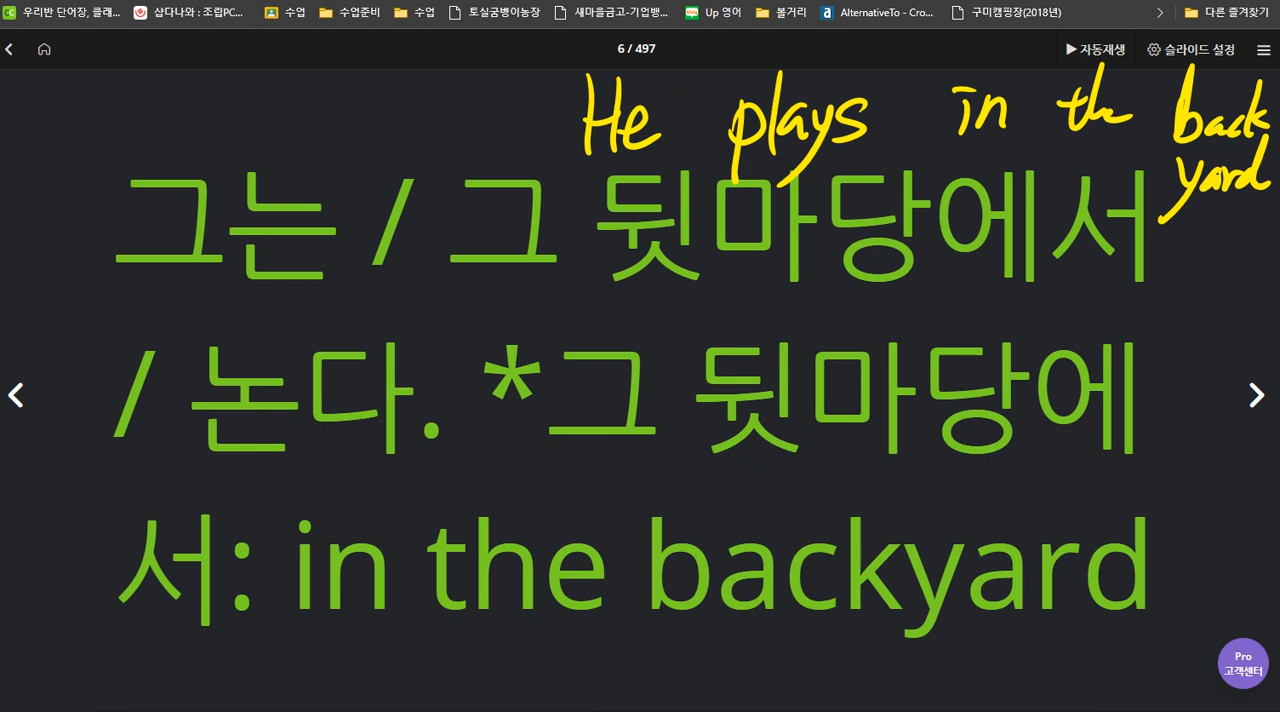 우리반 단어장, 클래... 샵다나와 : 조립PC... 수업 수업준비 수업 토실굼벵이농장 새마을금고-기업뱅... Up 영어 볼거리 AlternativeTo - Cro... 구미캠핑장(2018년) 다른 즐겨찾기
6 / 497 자동재생 슬라이드 설정
He plays in the back
yard
그는 / 그 뒷마당에서
/ 논다. *그 뒷마당에
서: in the backyard
Pro
고객센터